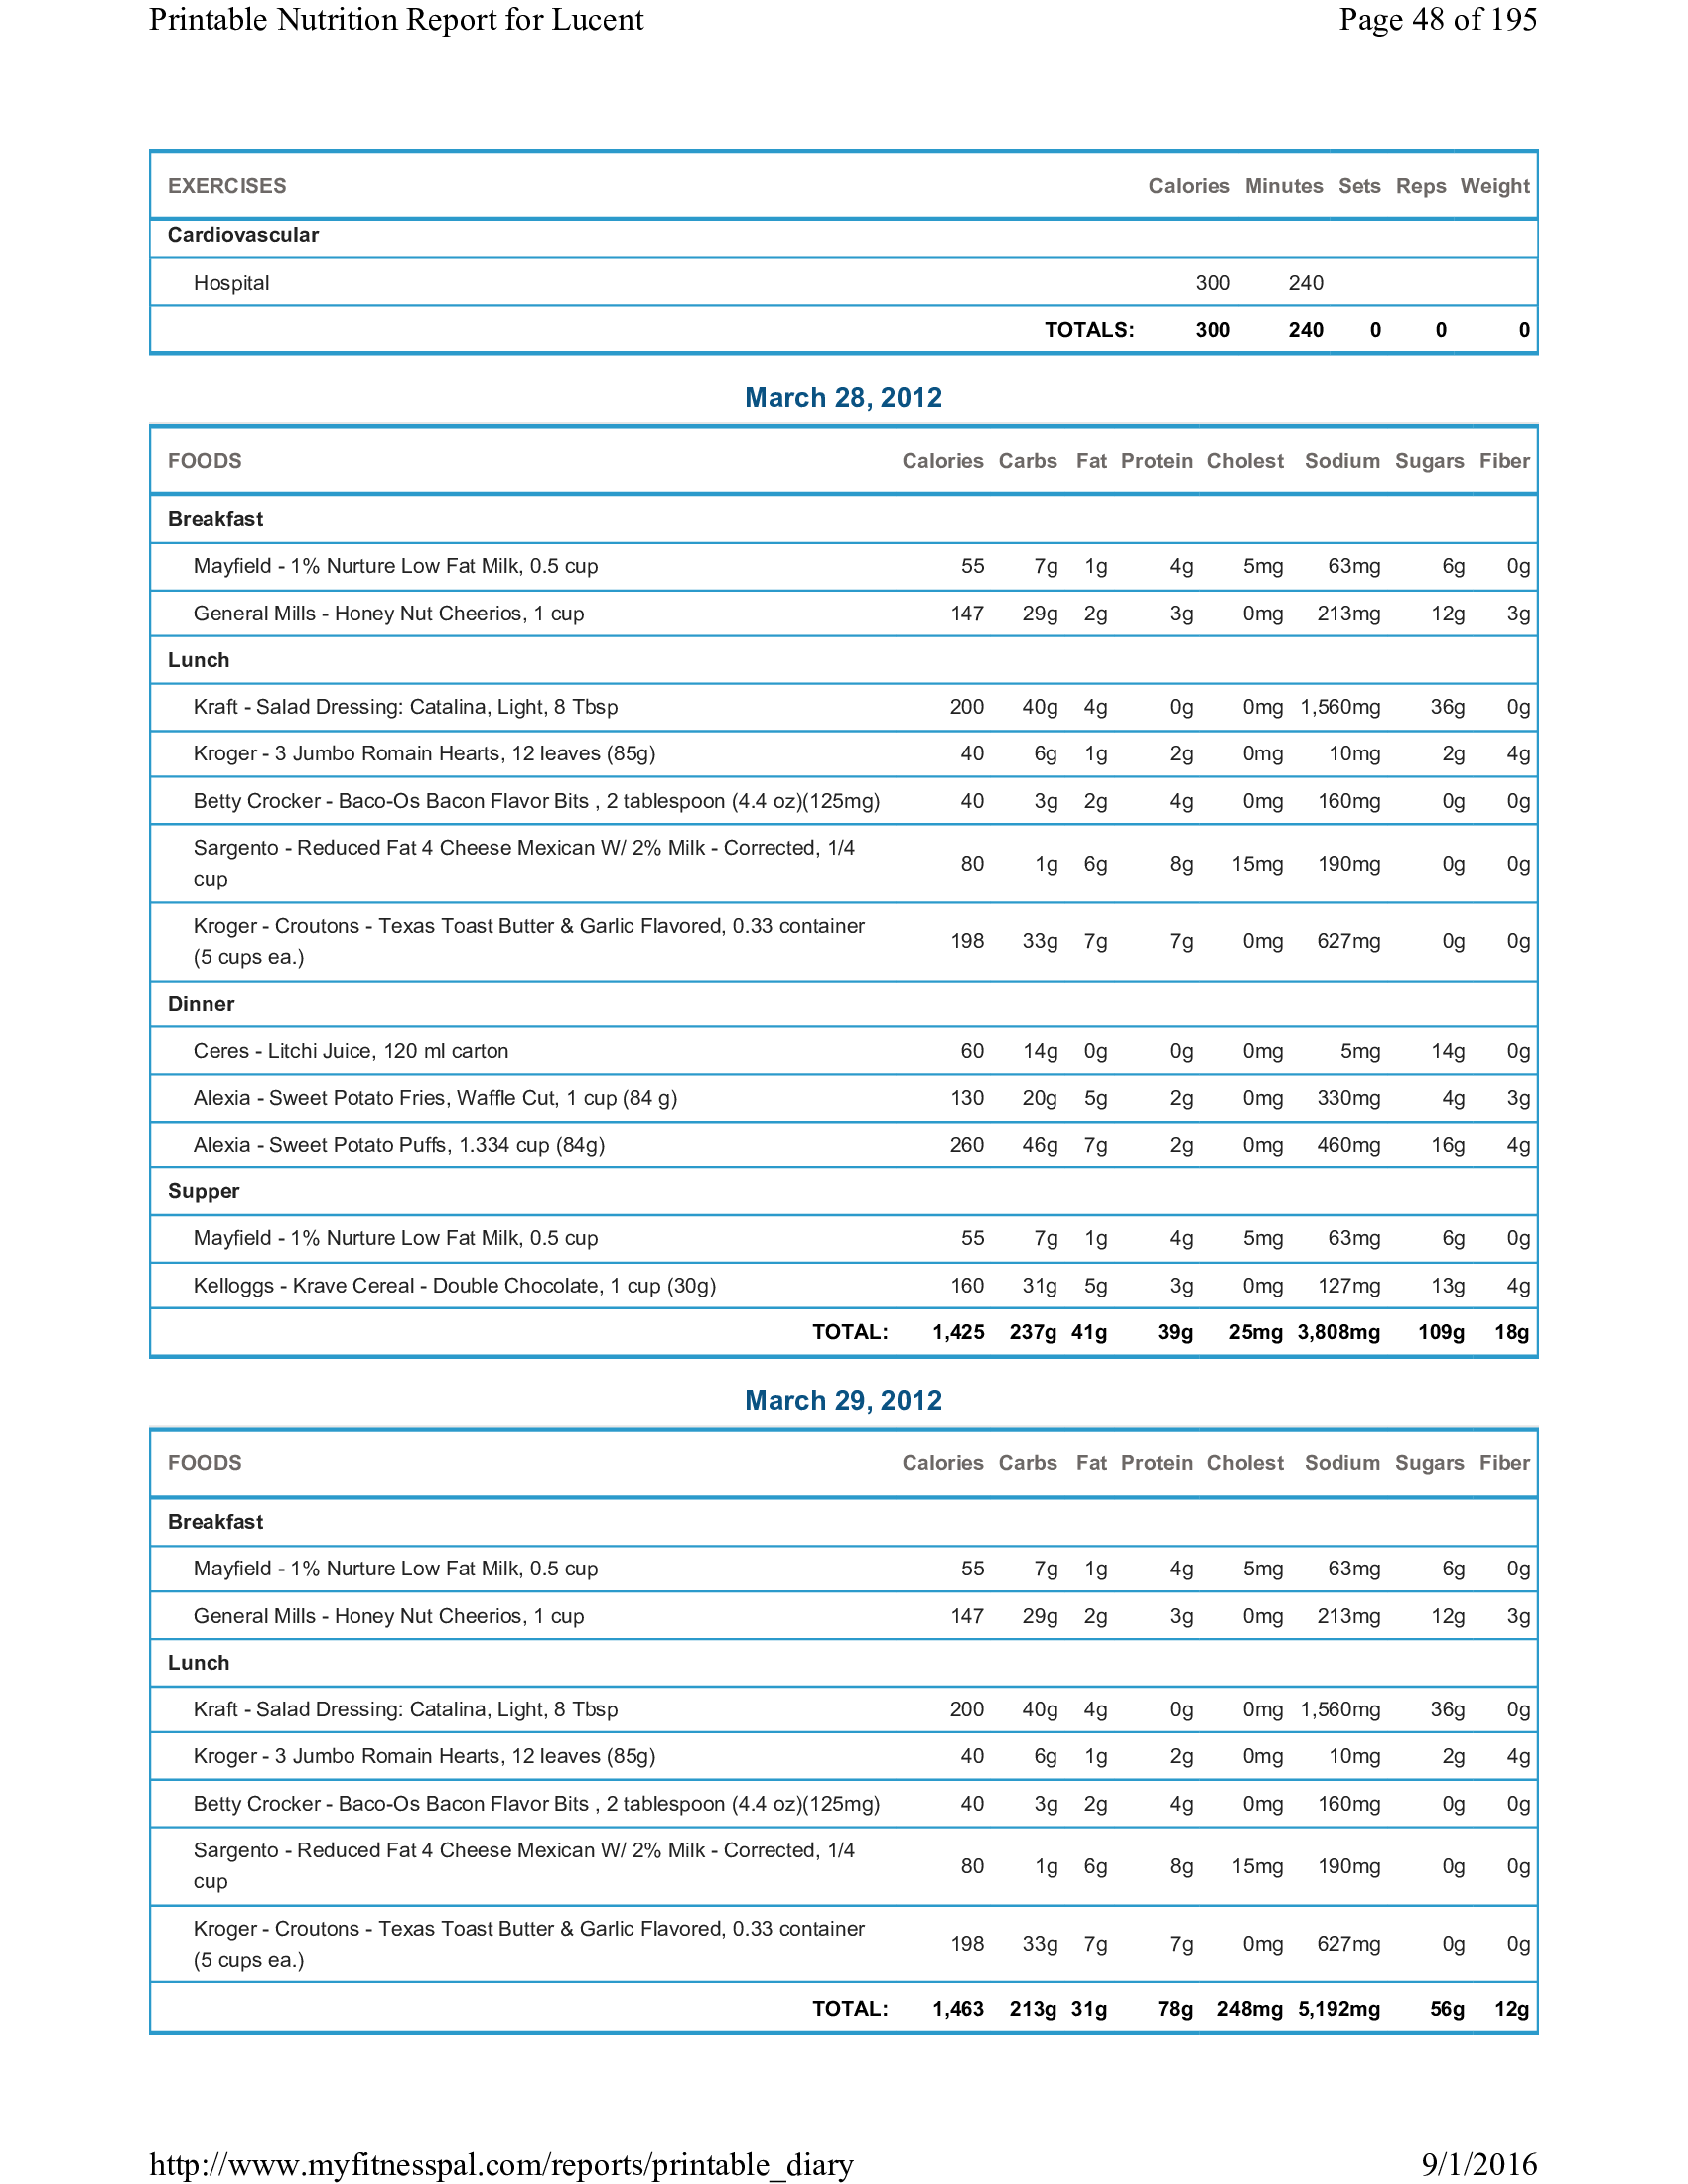 Printable Nutrition Report for Lucent Page 48 of 195
EXERCISES Calories Minutes Sets Reps Weight
Cardiovascular
Hospital 300 240
TOTALS: 300 240 0 0 0
March 28, 2012
FOODS Calories Carbs Fat Protein Cholest Sodium Sugars Fiber
Breakfast
Mayfield - 1% Nurture Low Fat Milk, 0.5 cup 55 7g 1g 4g 5mg 63mg 6g 0g
General Mills - Honey Nut Cheerios, 1 cup 147 29g 2g 3g 0mg 213mg 12g 3g
Lunch
Kraft - Salad Dressing: Catalina, Light, 8 Tbsp 200 40g 4g 0g 0mg 1,560mg 36g 0g
Kroger - 3 Jumbo Romain Hearts, 12 leaves (85g) 40 6g 1g 2g 0mg 10mg 2g 4g
Betty Crocker - Baco-Os Bacon Flavor Bits , 2 tablespoon (4.4 oz)(125mg) 40 3g 2g 4g 0mg 160mg 0g 0g
Sargento - Reduced Fat 4 Cheese Mexican W/ 2% Milk - Corrected, 1/4
cup 80 1g 6g 8g 15mg 190mg 0g 0g
Kroger - Croutons - Texas Toast Butter & Garlic Flavored, 0.33 container
(5 cups ea.) 198 33g 7g 7g 0mg 627mg 0g 0g
Dinner
Ceres - Litchi Juice, 120 ml carton 60 14g 0g 0g 0mg 5mg 14g 0g
Alexia - Sweet Potato Fries, Waffle Cut, 1 cup (84 g) 130 20g 5g 2g 0mg 330mg 4g 3g
Alexia - Sweet Potato Puffs, 1.334 cup (84g) 260 46g 7g 2g 0mg 460mg 16g 4g
Supper
Mayfield - 1% Nurture Low Fat Milk, 0.5 cup 55 7g 1g 4g 5mg 63mg 6g 0g
Kelloggs - Krave Cereal - Double Chocolate, 1 cup (30g) 160 31g 5g 3g 0mg 127mg 13g 4g
TOTAL: 1,425 237g 41g 39g 25mg 3,808mg 109g 18g
March 29, 2012
FOODS Calories Carbs Fat Protein Cholest Sodium Sugars Fiber
Breakfast
Mayfield - 1% Nurture Low Fat Milk, 0.5 cup 55 7g 1g 4g 5mg 63mg 6g 0g
General Mills - Honey Nut Cheerios, 1 cup 147 29g 2g 3g 0mg 213mg 12g 3g
Lunch
Kraft - Salad Dressing: Catalina, Light, 8 Tbsp 200 40g 4g 0g 0mg 1,560mg 36g 0g
Kroger - 3 Jumbo Romain Hearts, 12 leaves (85g) 40 6g 1g 2g 0mg 10mg 2g 4g
Betty Crocker - Baco-Os Bacon Flavor Bits , 2 tablespoon (4.4 oz)(125mg) 40 3g 2g 4g 0mg 160mg 0g 0g
Sargento - Reduced Fat 4 Cheese Mexican W/ 2% Milk - Corrected, 1/4
cup 80 1g 6g 8g 15mg 190mg 0g 0g
Kroger - Croutons - Texas Toast Butter & Garlic Flavored, 0.33 container
(5 cups ea.) 198 33g 7g 7g 0mg 627mg 0g 0g
TOTAL: 1,463 213g 31g 78g 248mg 5,192mg 56g 12g
http://www.myfitnesspal.com/reports/printable_diary 9/1/2016